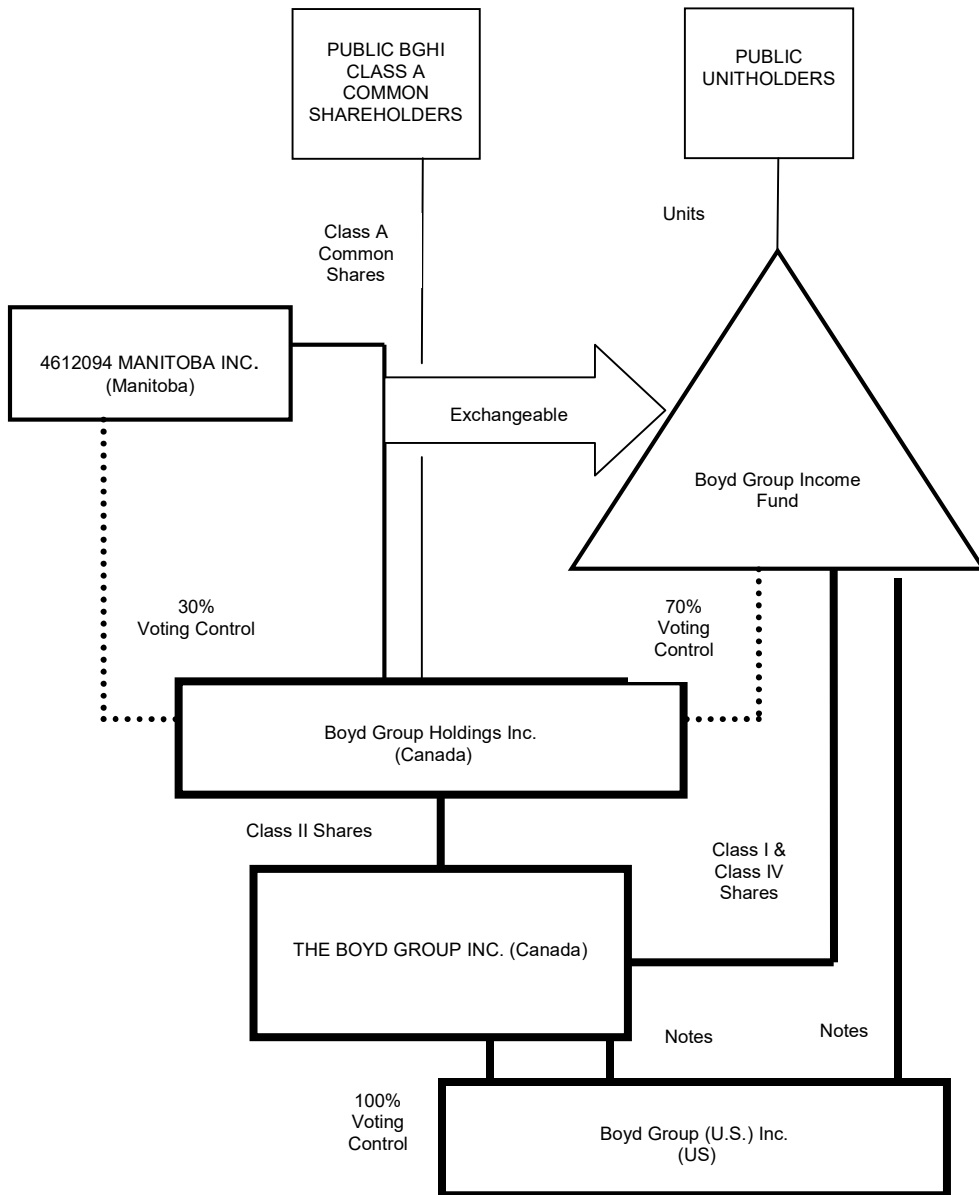 PUBLIC BGHI
CLASS A
COMMON
SHAREHOLDERS
PUBLIC
UNITHOLDERS
Units
Class A
Common
Shares
4612094 MANITOBA INC.
(Manitoba)
Exchangeable
Boyd Group Income
Fund
30%
Voting Control
70%
Voting
Control
Boyd Group Holdings Inc.
(Canada)
Class II Shares
Class I &
Class IV
Shares
THE BOYD GROUP INC. (Canada)
Notes
Notes
100%
Voting
Control
Boyd Group (U.S.) Inc.
(US)